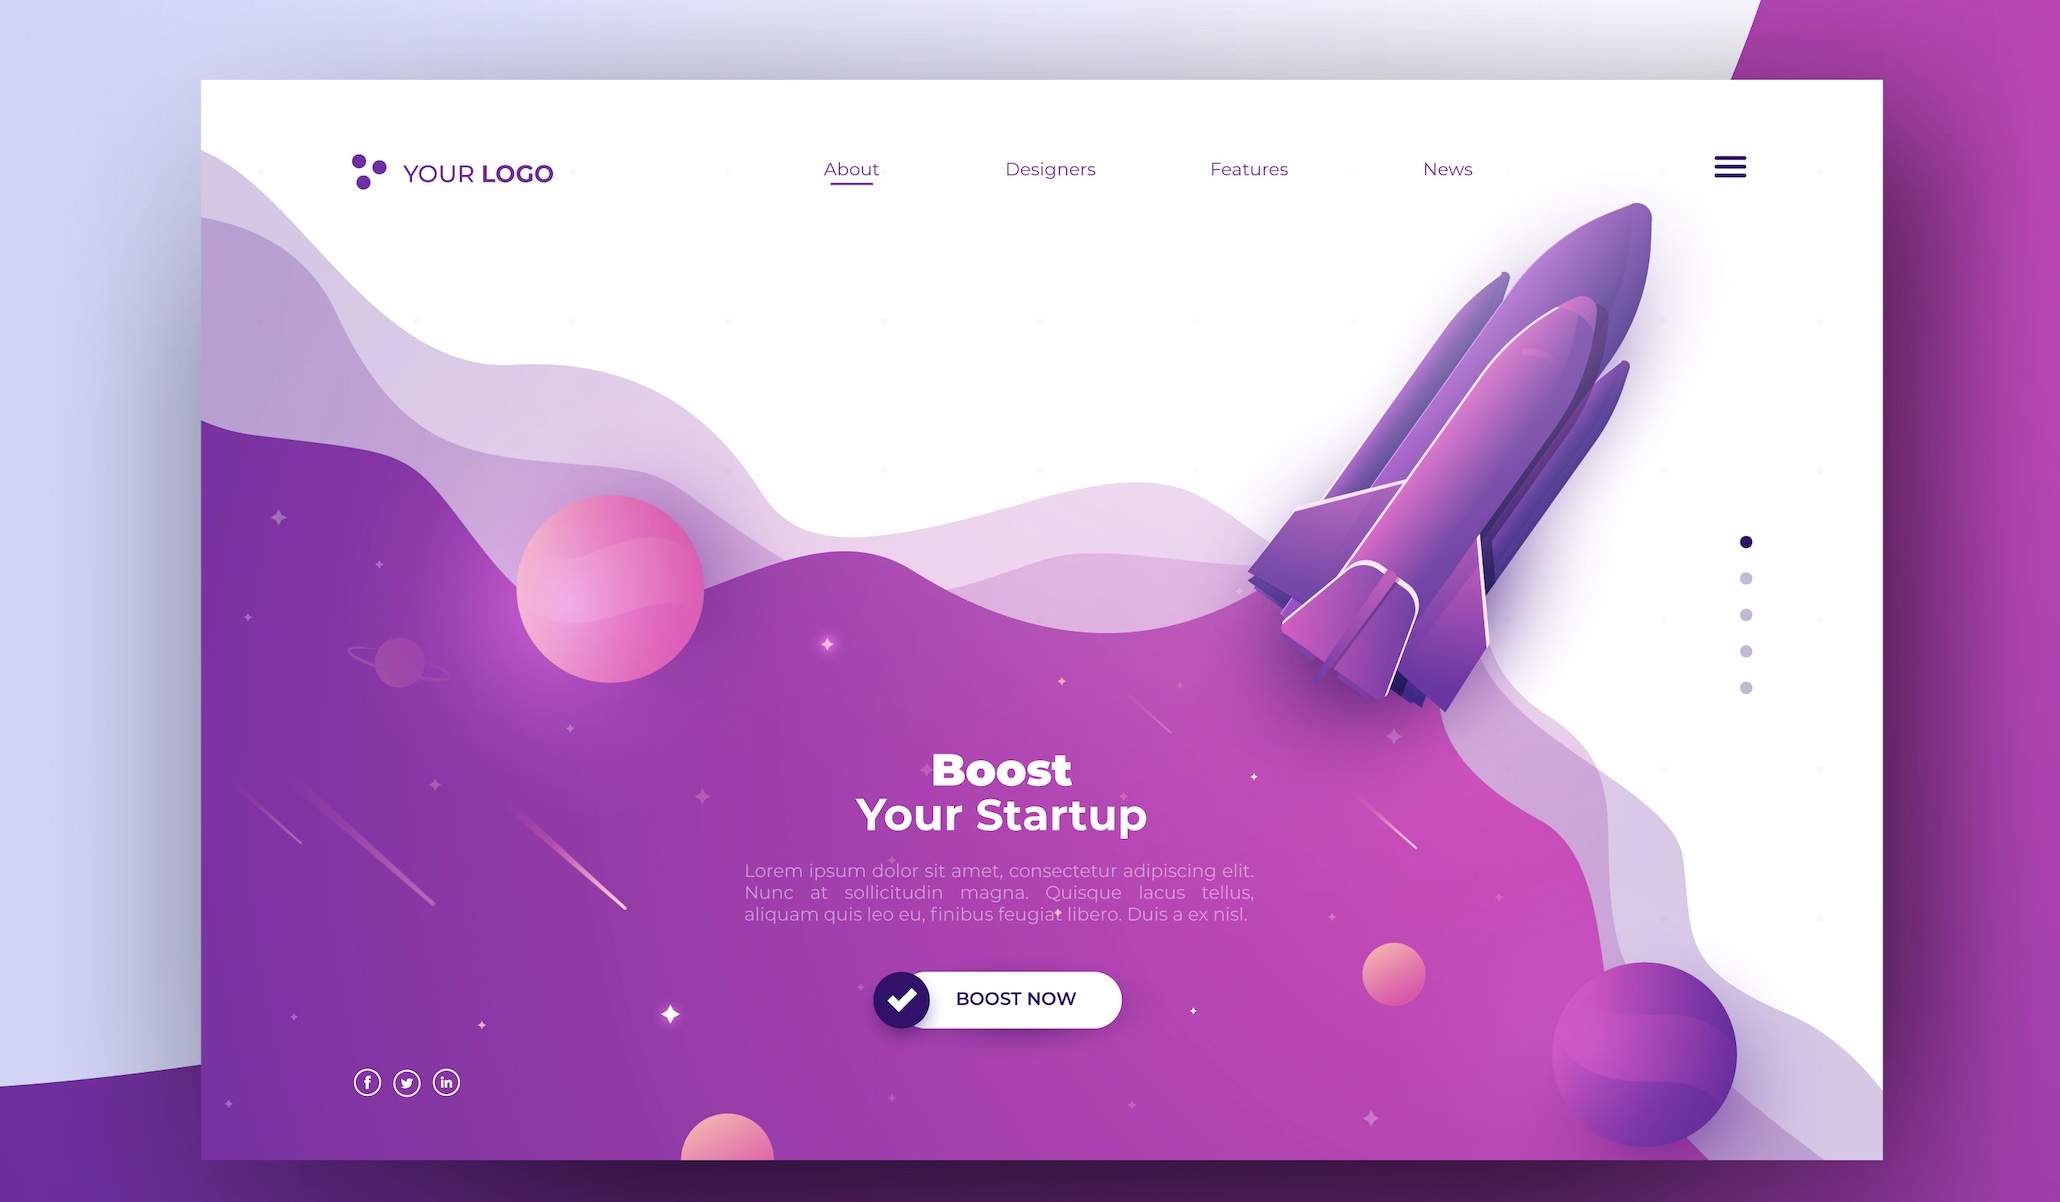 YOUR LOGO
About
Designers
Features
News
Boost
Your Startup
Lorem ipsum dolor sit amet, consectetur adipiscing elit.
Nunc at sollicitudin magna. Quisque lacus tellus,
aliquam quis leo eu, finibus feugiat libero. Duis a ex nisl.
BOOST NOW